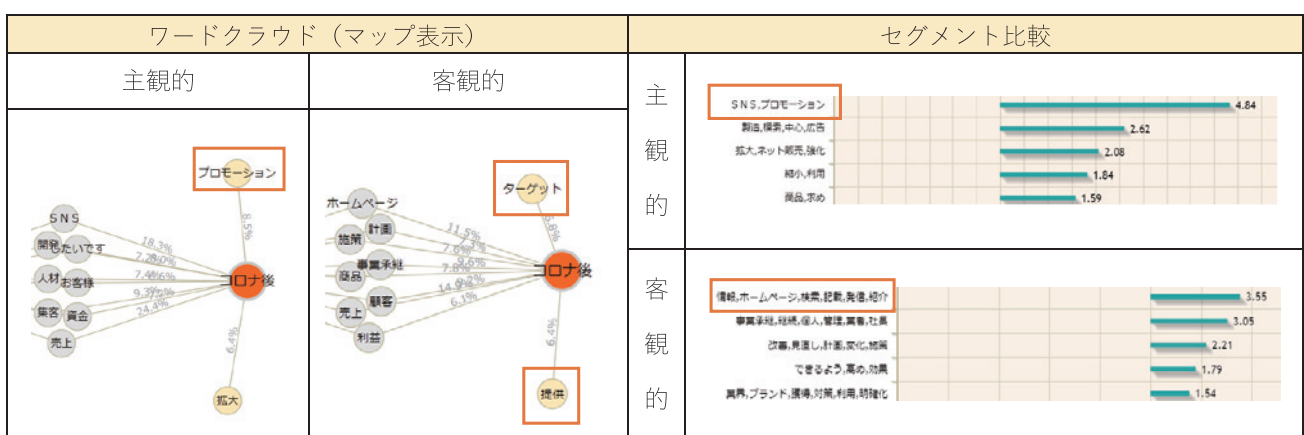 ワードクラウド（マップ表示）
セグメント比較
主観的
客観的
プロモーション
SNS
開発
したいです
人材
お客様
集客
資金
売上
コロナ後
拡大
8.5%
18.3%
24.4%
6.4%
ターゲット
ホームページ
計画
施策
事業承継
商品
顧客
売上
利益
コロナ後
提供
11.5%
6.1%
6.4%
主観的
SNS,プロモーション
4.84
製造,模索,中心,広告
2.62
拡大,ネット販売,強化
2.08
縮小,利用
1.84
商品,求め
1.59
客観的
情報,ホームページ,検索,記載,発信,紹介
3.55
事業承継,継続,個人,管理,業者,社長
3.05
改善,見直し,計画,変化,施策
2.21
できるよう,高め,効果
1.79
業界,ブランド,獲得,対策,利用,明確化
1.54